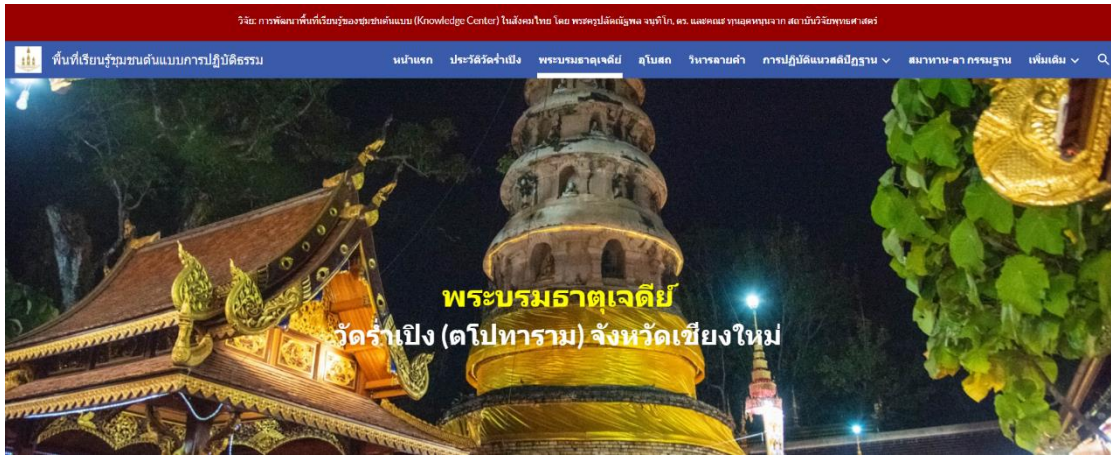 วิจัย: การพัฒนาพื้นที่เรียนรู้ของชุมชนต้นแบบ (Knowledge Center) ในสังคมไทย โดย พระครูปลัดณัฐพล จนฺทิโก, ดร. และคณะ ทุนอุดหนุนจาก สถาบันวิจัยพุทธศาสตร์
พื้นที่เรียนรู้ชุมชนต้นแบบการปฏิบัติธรรม หน้าแรก ประวัติวัดร่ำเปิง พระบรมธาตุเจดีย์ อุโบสถ วิหารลายคำ การปฏิบัติแนวสติปัฏฐาน สมาทาน-ลา กรรมฐาน เพิ่มเติม
พระบรมธาตุเจดีย์
วัดร่ำเปิง (ตโปทาราม) จังหวัดเชียงใหม่